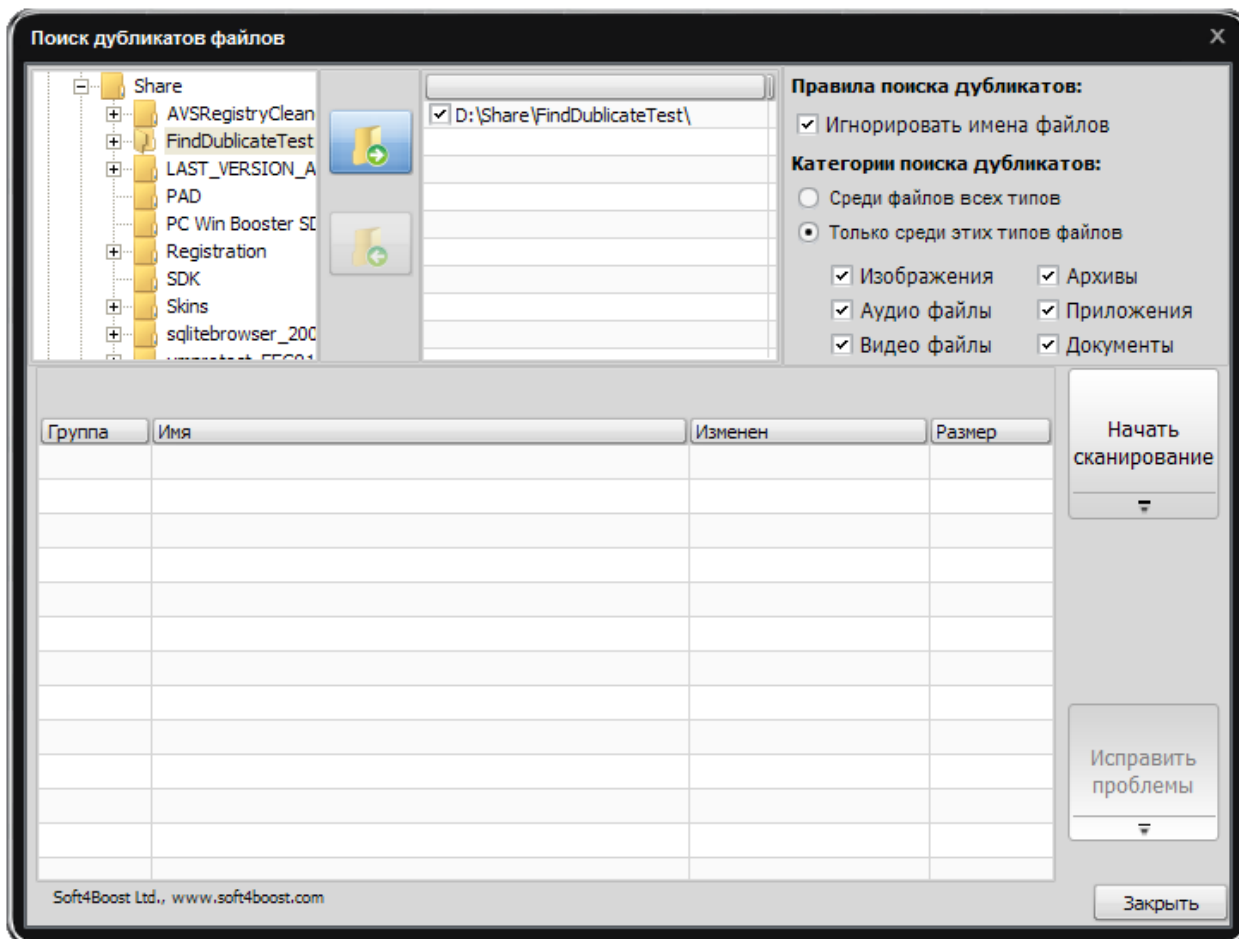 Поиск дубликатов файлов
X
Share
AVSRegistryClean
FindDublicateTest
LAST_VERSION_A
PAD
PC Win Booster
Registration
SDK
Skins
sqlitebrowser_200
D:\Share\FindDublicateTest\
Правила поиска дубликатов:
Игнорировать имена файлов
Категории поиска дубликатов:
Среди файлов всех типов
Только среди этих типов файлов
Изображения
Архивы
Аудио файлы
Приложения
Видео файлы
Документы
Группа
Имя
Изменен
Размер
Начать
сканирование
Исправить
проблемы
Soft4Boost Ltd., www.soft4boost.com
Закрыть